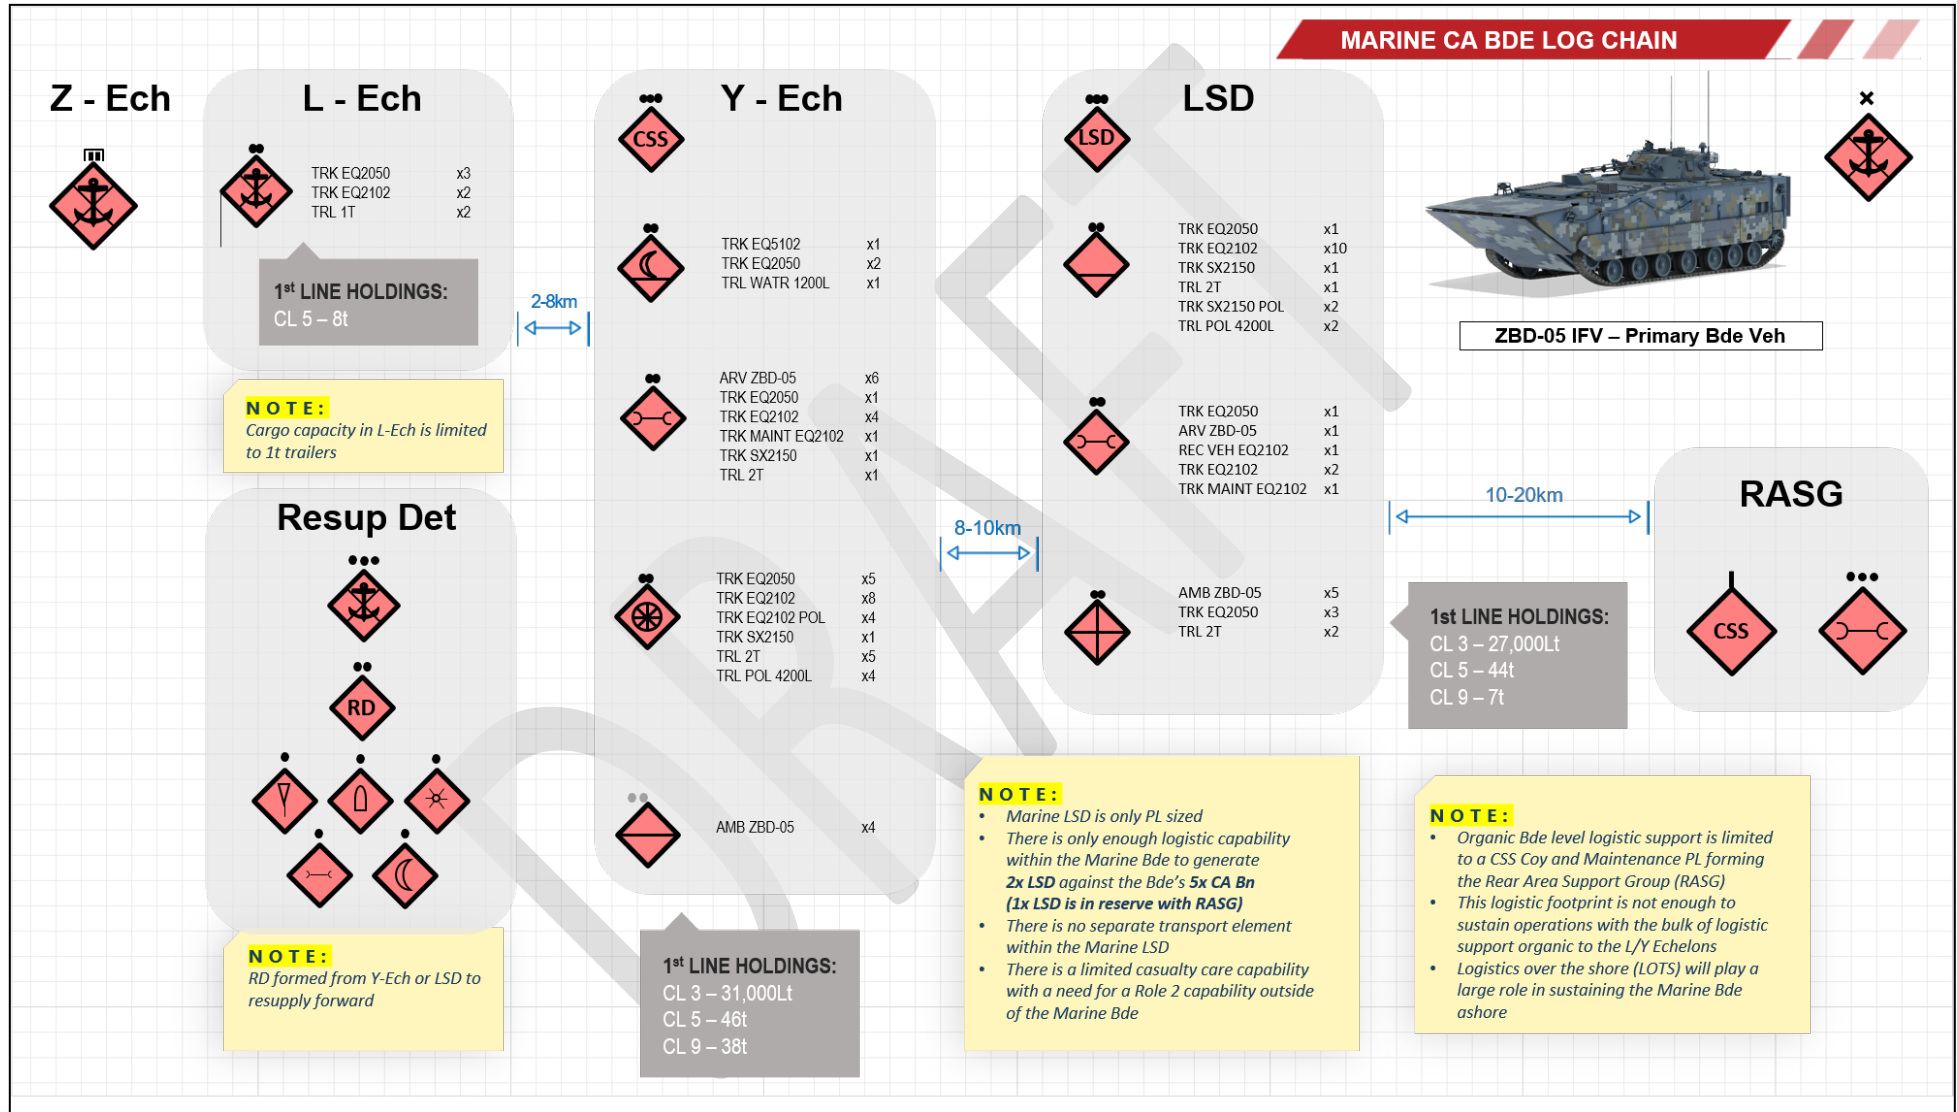 MARINE CA BDE LOG CHAIN
Z - Ech
L - Ech
TRK EQ2050 x3
TRK EQ2102 x2
TRL 1T x2
1st LINE HOLDINGS:
CL 5 – 8t
NOTE:
Cargo capacity in L-Ech is limited
to 1t trailers
Resup Det
RD
NOTE:
RD formed from Y-Ech or LSD to
resupply forward
2-8km
Y - Ech
CSS
TRK EQ5102 x1
TRK EQ2050 x2
TRL WATR 1200L x1
ARV ZBD-05 x6
TRK EQ2050 x1
TRK EQ2102 x4
TRK MAINT EQ2102 x1
TRK SX2150 x1
TRL 2T x1
TRK EQ2050 x5
TRK EQ2102 x8
TRK EQ2102 POL x4
TRK SX2150 x1
TRL 2T x5
TRL POL 4200L x4
AMB ZBD-05 x4
1st LINE HOLDINGS:
CL 3 – 31,000Lt
CL 5 – 46t
CL 9 – 38t
8-10km
LSD
LSD
TRK EQ2050 x1
TRK EQ2102 x10
TRK SX2150 x1
TRL 2T x1
TRK SX2150 POL x2
TRL POL 4200L x2
TRK EQ2050 x1
ARV ZBD-05 x1
REC VEH EQ2102 x1
TRK EQ2102 x2
TRK MAINT EQ2102 x1
AMB ZBD-05 x5
TRK EQ2050 x3
TRL 2T x2
NOTE:
• Marine LSD is only PL sized
• There is only enough logistic capability
within the Marine Bde to generate
2x LSD against the Bde's 5x CA Bn
(1x LSD is in reserve with RASG)
• There is no separate transport element
within the Marine LSD
• There is a limited casualty care capability
with a need for a Role 2 capability outside
of the Marine Bde
ZBD-05 IFV – Primary Bde Veh
10-20km
1st LINE HOLDINGS:
CL 3 – 27,000Lt
CL 5 – 44t
CL 9 – 7t
RASG
CSS
NOTE:
• Organic Bde level logistic support is limited
to a CSS Coy and Maintenance PL forming
the Rear Area Support Group (RASG)
• This logistic footprint is not enough to
sustain operations with the bulk of logistic
support organic to the L/Y Echelons
• Logistics over the shore (LOTS) will play a
large role in sustaining the Marine Bde
ashore
DRAFT